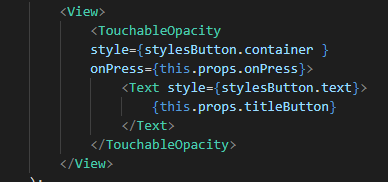 <View>
<TouchableOpacity
style={stylesButton.container }
onPress={this.props.onPress}>
<Text style={stylesButton.text}>
{this.props.titleButton}
</Text>
</TouchableOpacity>
</View>
);